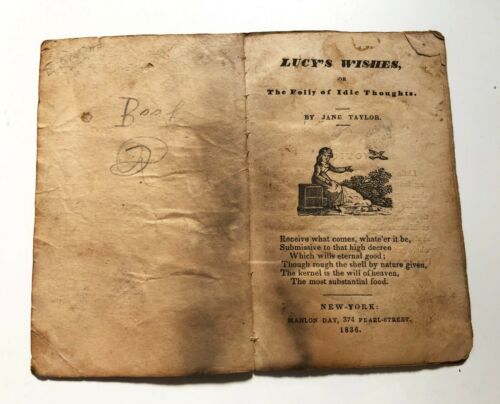 Book
2
LUCY'S WISHES,
OR
The Folly of Idle Thoughts.
BY JANE TAYLOR.
Receive what comes, whate'er it be,
Submissive to that high decree
Which wills eternal good;
Though rough the shell by nature given,
The kernel is the will of heaven,
The most substantial food.
NEW-YORK:
MAHLON DAY, 374 PEARL-STREET.
1836.